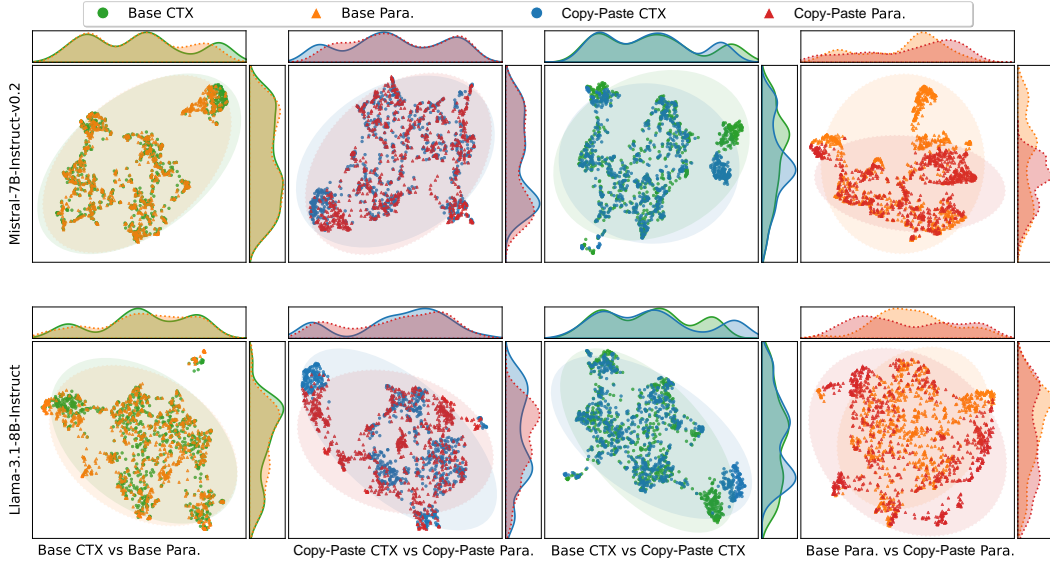 Base CTX Base Para. Copy-Paste CTX Copy-Paste Para.
Mistral-7B-Instruct-v0.2
Llama-3.1-8B-Instruct
Base CTX vs Base Para. Copy-Paste CTX vs Copy-Paste Para. Base CTX vs Copy-Paste CTX Base Para. vs Copy-Paste Para.